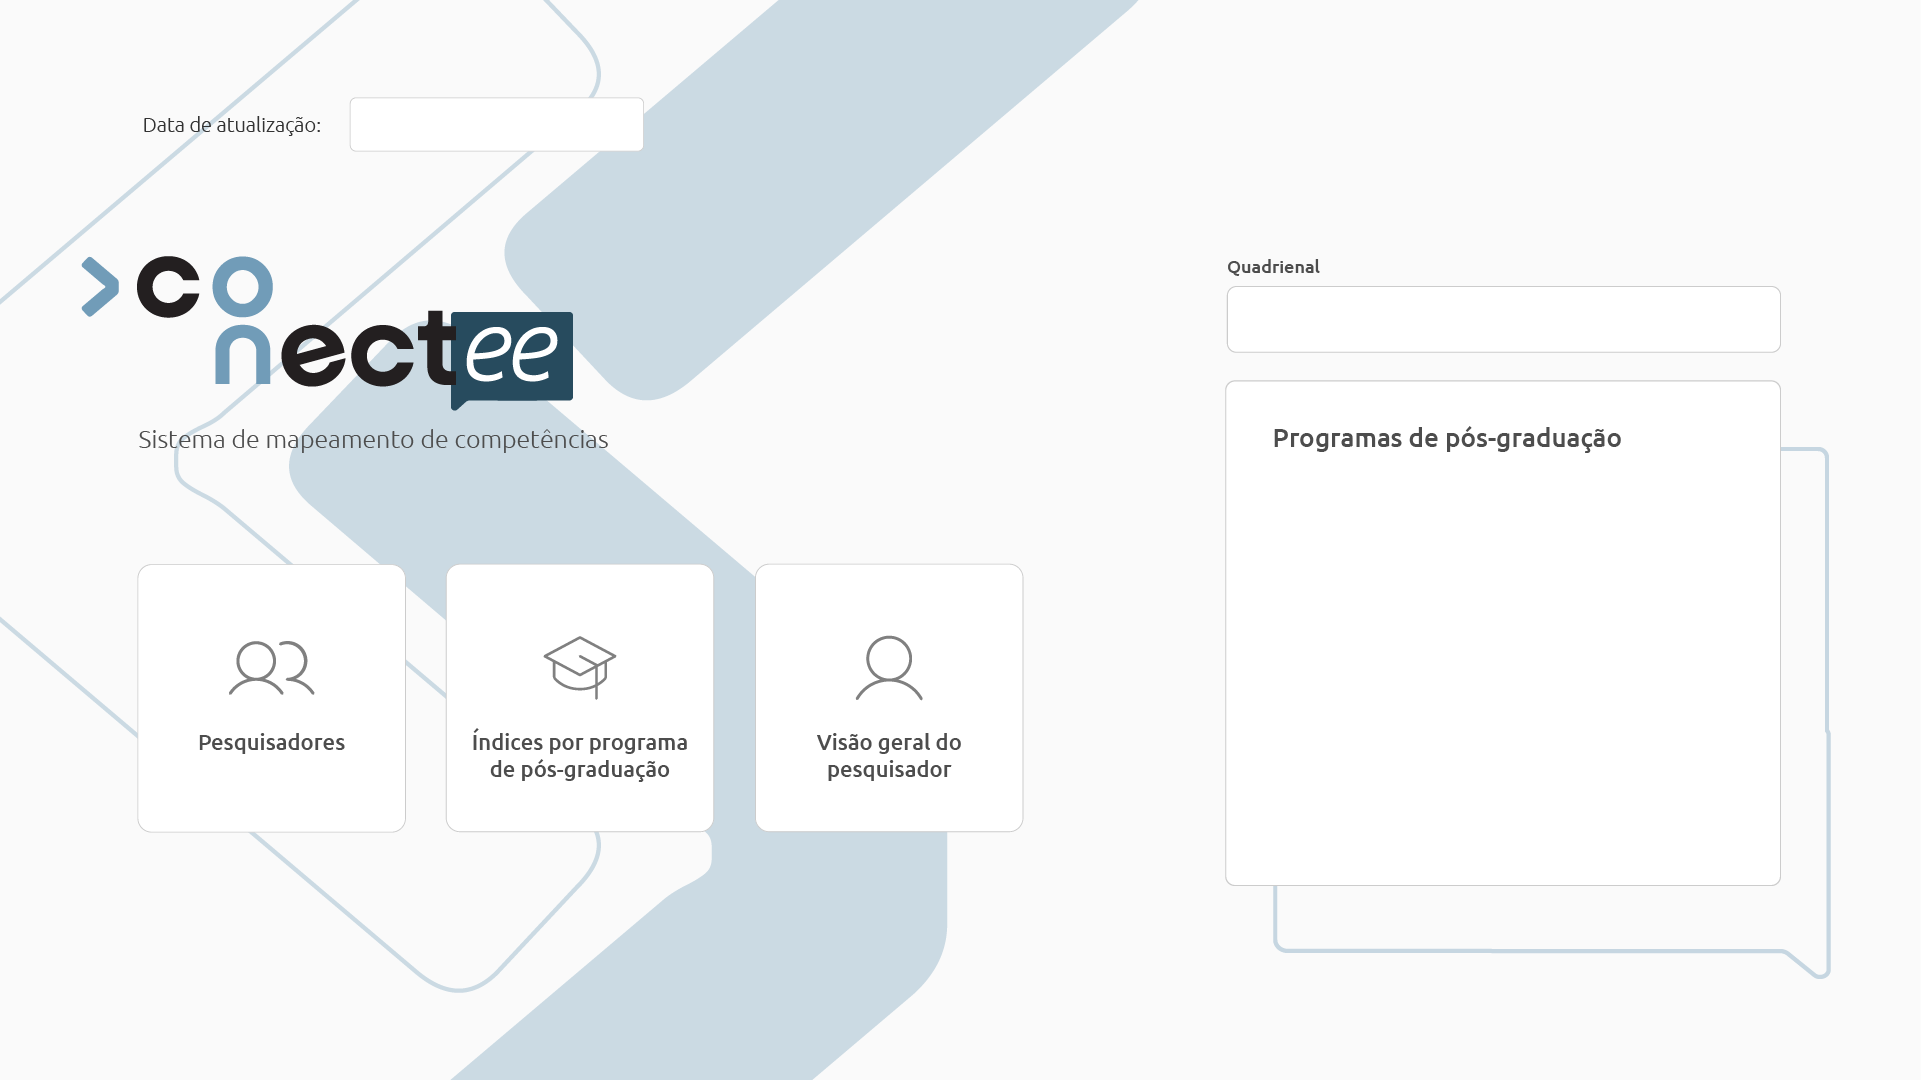 Data de atualização:
conectee
Sistema de mapeamento de competências
Pesquisadores
Índices por programa
de pós-graduação
Visão geral do
pesquisador
Quadrienal
Programas de pós-graduação